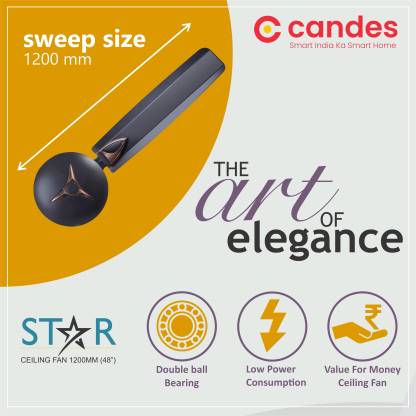 sweep size
1200 mm
candes
Smart India Ka Smart Home
THE
art
OF
elegance
STAR
CEILING FAN 1200MM (48")
Double ball
Bearing
Low Power
Consumption
₹
Value For Money
Ceiling Fan